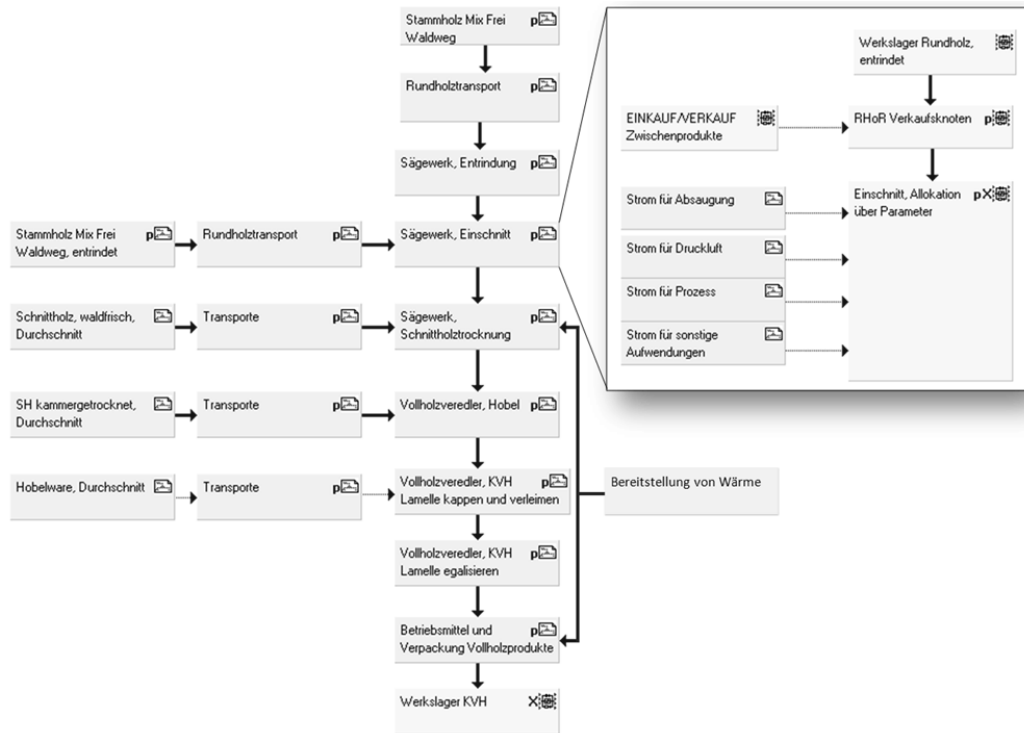 Stammholz Mix Frei p
Waldweg
Rundholztransport p
Sägewerk, Entrindung p
Stammholz Mix Frei p
Waldweg, entrindet
Rundholztransport p
Sägewerk, Einschnitt p
Schnittholz, waldfrisch,
Durchschnitt
Transporte p
Sägewerk, p
Schnittholztrocknung
SH kammergetrocknet,
Durchschnitt
Transporte p
Vollholzveredler, Hobel p
Hobelware, Durchschnitt
Transporte p
Vollholzveredler, KVH p
Lamelle kappen und verleimen
Bereitstellung von Wärme
Vollholzveredler, KVH p
Lamelle egalisieren
Betriebsmittel und p
Verpackung Vollholzprodukte
Werkslager KVH X
Werkslager Rundholz,
entrindet
EINKAUF/VERKAUF
Zwischenprodukte
RHoR Verkaufsknoten p
Strom für Absaugung
Einschnitt, Allokation pX
über Parameter
Strom für Druckluft
Strom für Prozess
Strom für sonstige
Aufwendungen